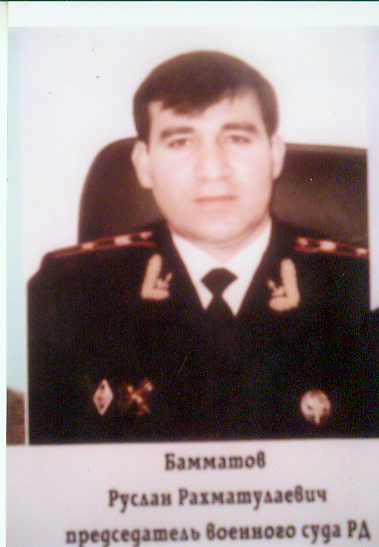 Бамматов
Руслан Рахматулаевич
председатель военного суда РД